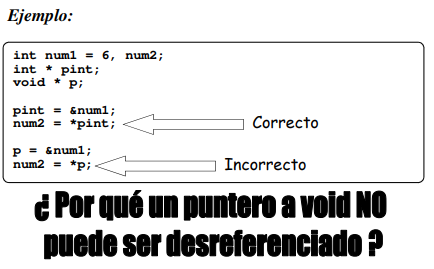 Ejemplo:
int num1 = 6, num2;
int * pint;
void * p;
pint = &num1;
num2 = *pint; Correcto
p = &num1;
num2 = *p; Incorrecto
¿ Por qué un puntero a void NO
puede ser desreferenciado ?